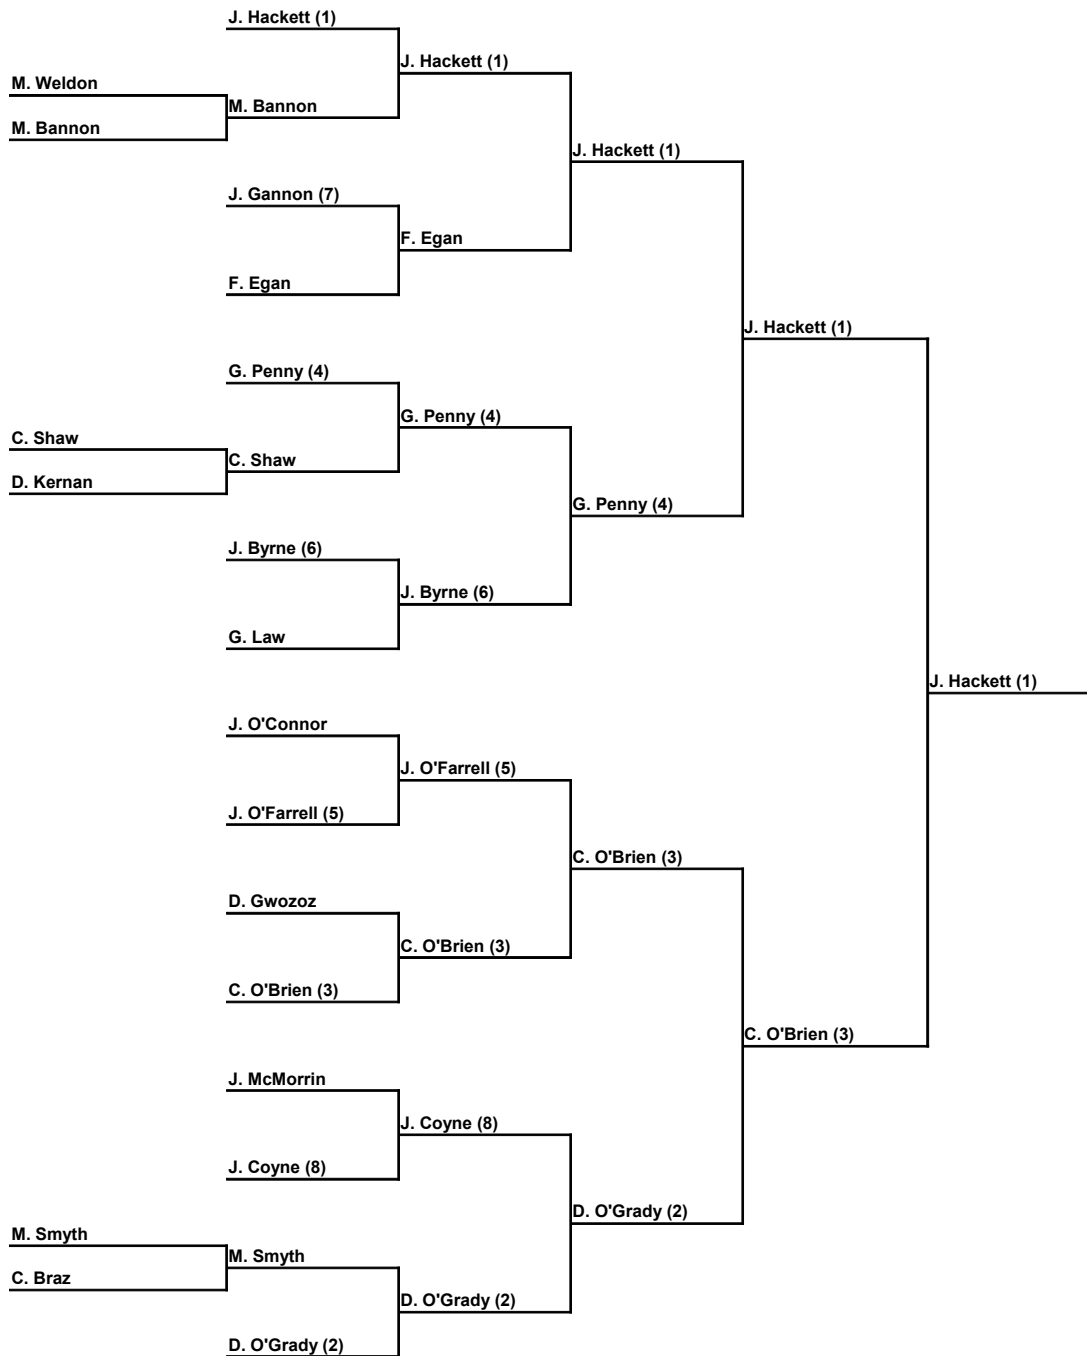 J. Hackett (1)
J. Hackett (1)
M. Weldon
M. Bannon
M. Bannon
J. Hackett (1)
J. Gannon (7)
F. Egan
F. Egan
J. Hackett (1)
G. Penny (4)
G. Penny (4)
C. Shaw
C. Shaw
D. Kernan
G. Penny (4)
J. Byrne (6)
J. Byrne (6)
G. Law
J. Hackett (1)
J. O'Connor
J. O'Farrell (5)
J. O'Farrell (5)
C. O'Brien (3)
D. Gwozoz
C. O'Brien (3)
C. O'Brien (3)
C. O'Brien (3)
J. McMorrin
J. Coyne (8)
J. Coyne (8)
D. O'Grady (2)
M. Smyth
M. Smyth
C. Braz
D. O'Grady (2)
D. O'Grady (2)